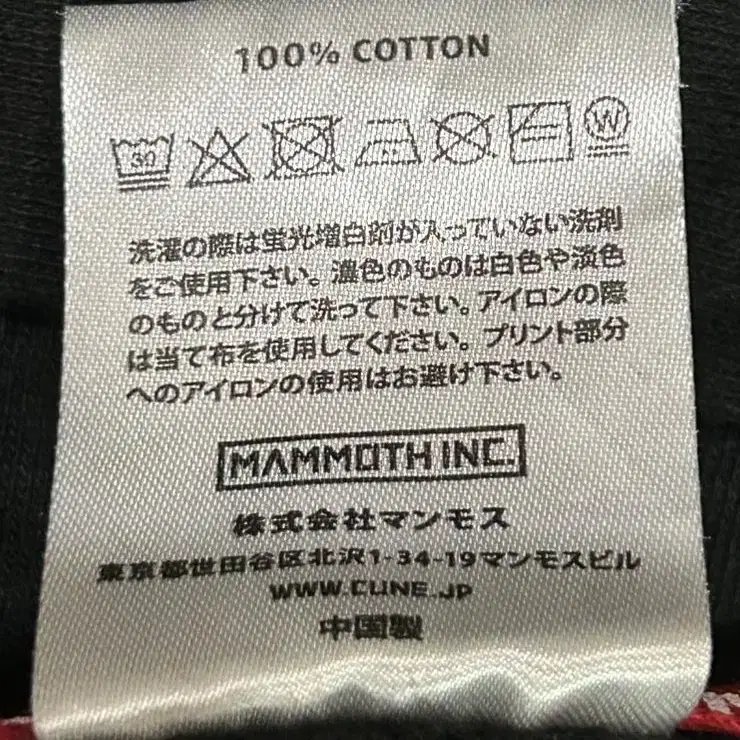 100% COTTON
30
W
洗濯の際は蛍光増白剤が入っていない洗剤
をご使用下さい。濃色のものは白色や淡色
のものと分けて洗って下さい。アイロンの際
は当て布を使用してください。プリント部分
へのアイロンの使用はお避け下さい。
MAMMOTH INC.
株式会社マンモス
東京都世田谷区北沢1-34-19マンモスビル
WWW.CUNE.JP
中国製